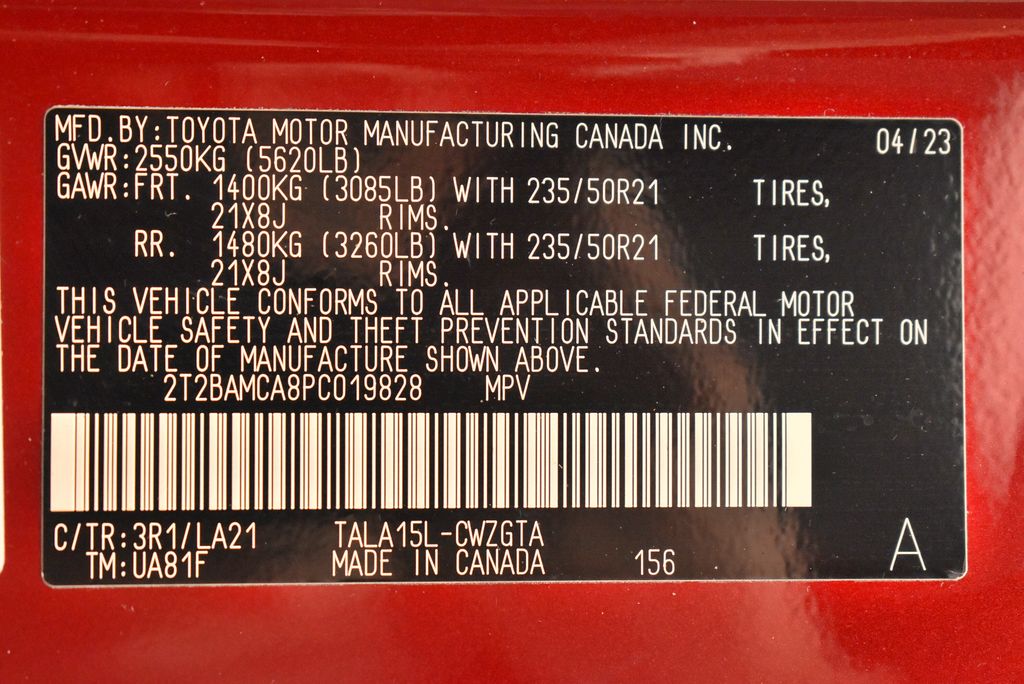 MFD.BY:TOYOTA MOTOR MANUFACTURING CANADA INC. 04/23
GVWR:2550KG (5620LB)
GAWR:FRT. 1400KG (3085LB) WITH 235/50R21 TIRES,
21X8J RIMS.
RR. 1480KG (3260LB) WITH 235/50R21 TIRES,
21X8J RIMS.
THIS VEHICLE CONFORMS TO ALL APPLICABLE FEDERAL MOTOR
VEHICLE SAFETY AND THEFT PREVENTION STANDARDS IN EFFECT ON
THE DATE OF MANUFACTURE SHOWN ABOVE.
2T2BAMCA8PC019828 MPV
C/TR:3R1/LA21 TALA15L-CWZGTA
TM:UA81F MADE IN CANADA 156 A